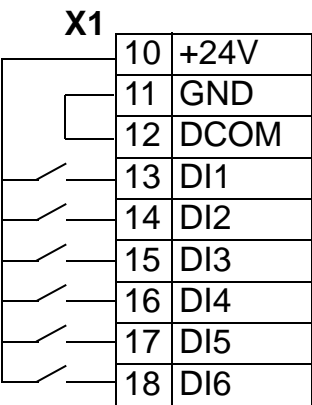 X1
10 +24V
11 GND
12 DCOM
13 DI1
14 DI2
15 DI3
16 DI4
17 DI5
18 DI6